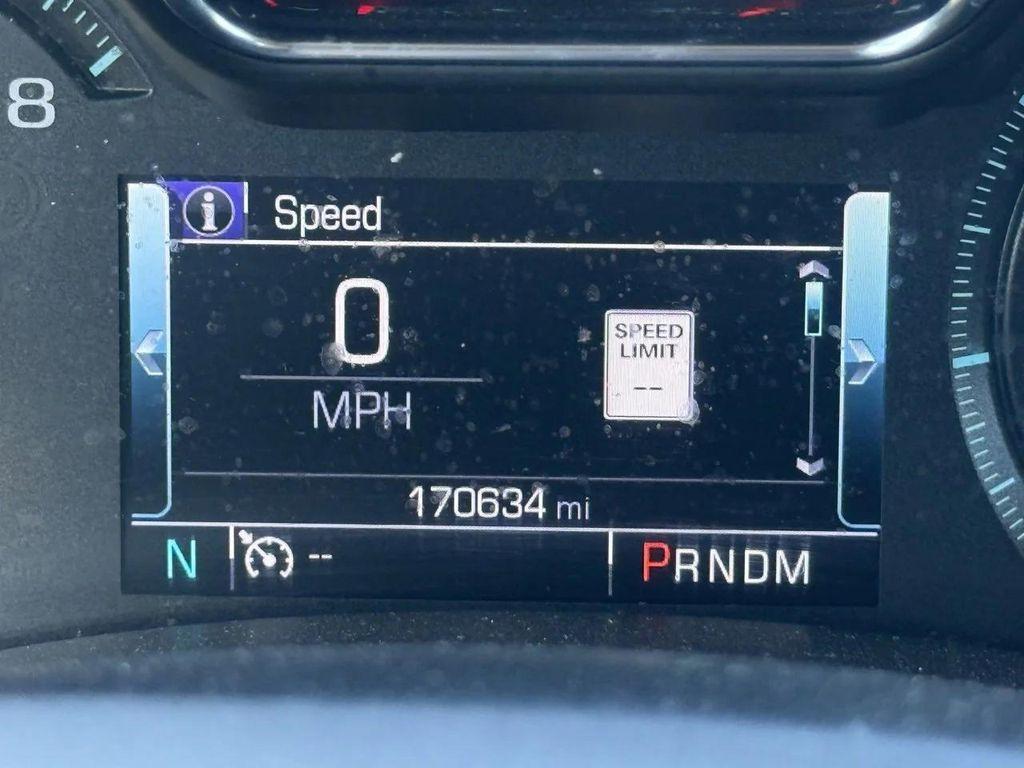 8
Speed
0
MPH
SPEED
LIMIT
--
170634 mi
N -- PRNDM